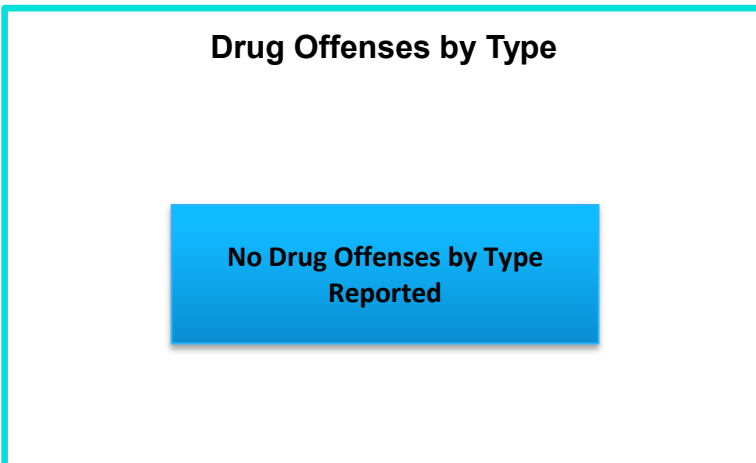 Drug Offenses by Type
No Drug Offenses by Type
Reported